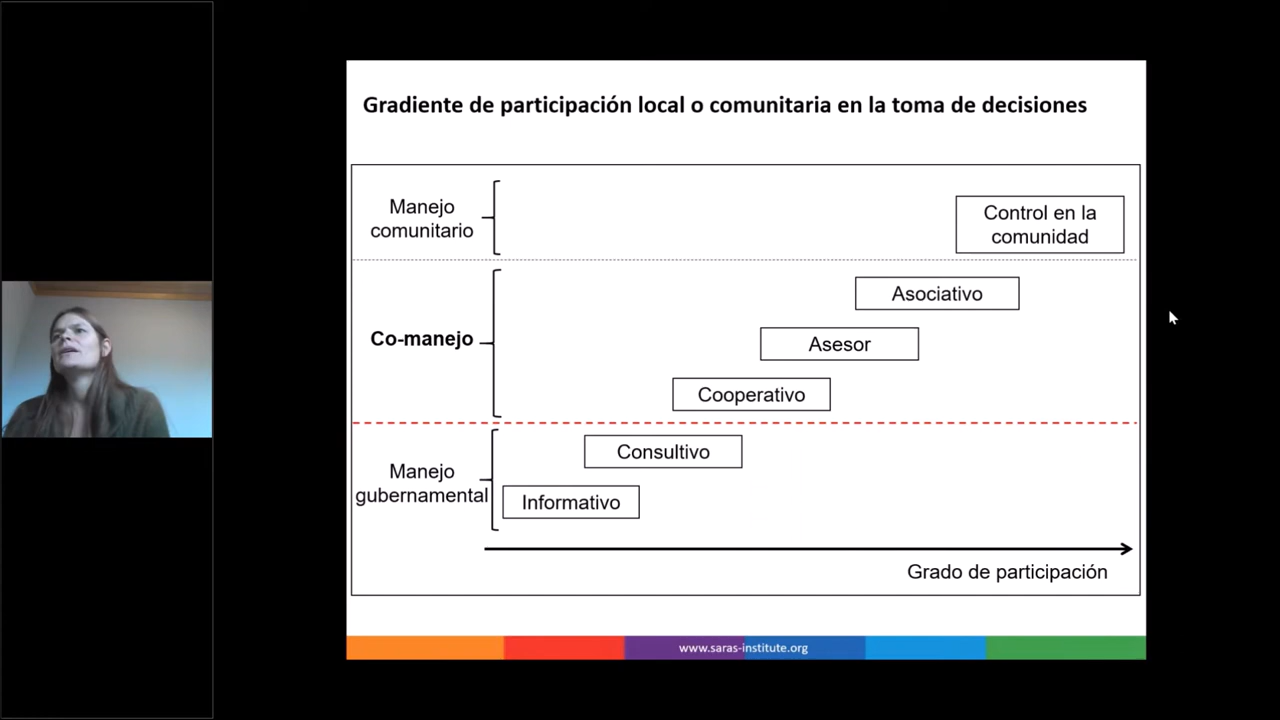 Gradiente de participación local o comunitaria en la toma de decisiones
Manejo
comunitario
Control en la
comunidad
Asociativo
Co-manejo
Asesor
Cooperativo
Consultivo
Manejo
gubernamental
Informativo
Grado de participación
www.saras-institute.org